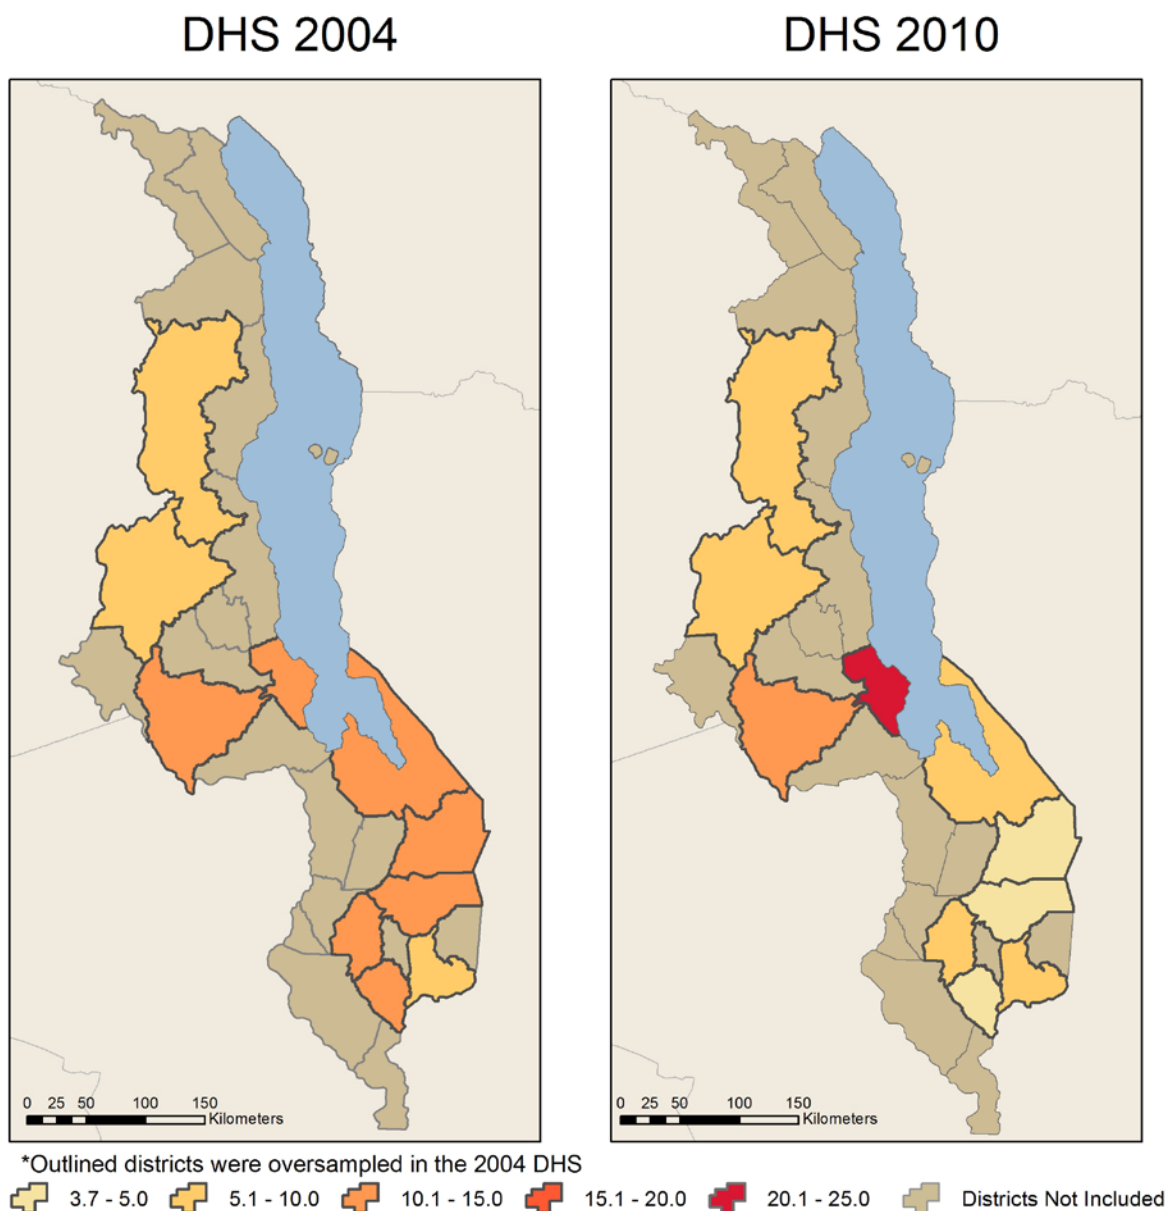 DHS 2004
DHS 2010
0 25 50 100 150
Kilometers
0 25 50 100 150
Kilometers
*Outlined districts were oversampled in the 2004 DHS
3.7 - 5.0 5.1 - 10.0 10.1 - 15.0 15.1 - 20.0 20.1 - 25.0 Districts Not Included